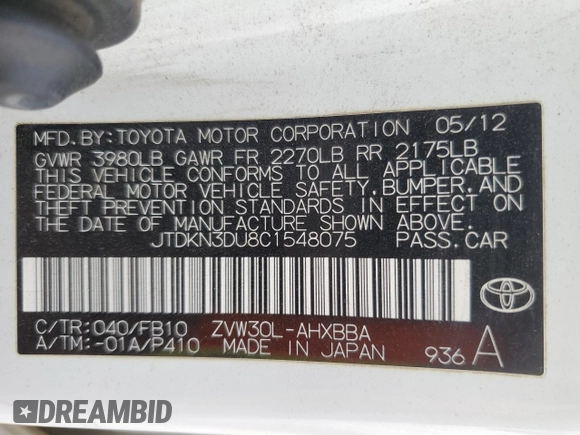 MFD.BY:TOYOTA MOTOR CORPORATION 05/12
GVWR 3980LB GAWR FR 2270LB RR 2175LB
THIS VEHICLE CONFORMS TO ALL APPLICABLE
FEDERAL MOTOR VEHICLE SAFETY,BUMPER,AND
THEFT PREVENTION STANDARDS IN EFFECT ON
THE DATE OF MANUFACTURE SHOWN ABOVE.
JTDKN3DU8C1548075 PASS.CAR
C/TR:040/FB10 ZVW30L-AHXBBA
A/TM:-01A/P410 MADE IN JAPAN 936 A
DREAMBID